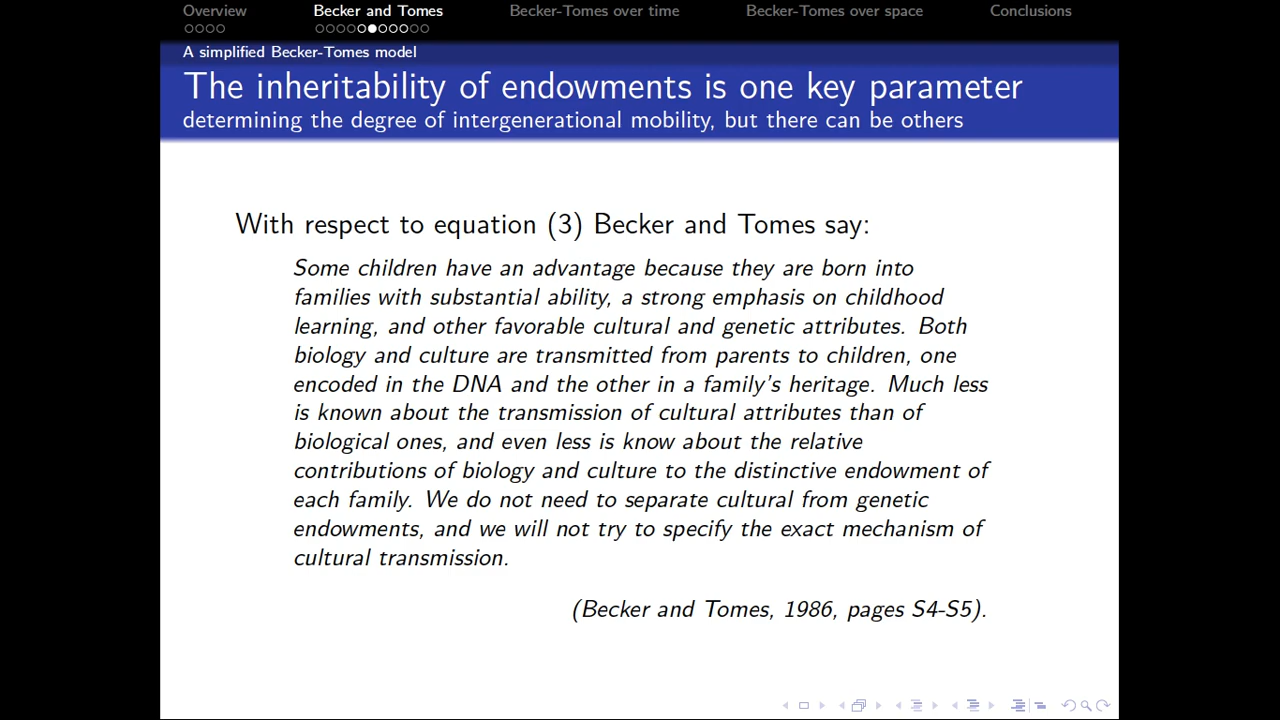 Overview Becker and Tomes Becker-Tomes over time Becker-Tomes over space Conclusions
A simplified Becker-Tomes model
The inheritability of endowments is one key parameter
determining the degree of intergenerational mobility, but there can be others
With respect to equation (3) Becker and Tomes say:
Some children have an advantage because they are born into
families with substantial ability, a strong emphasis on childhood
learning, and other favorable cultural and genetic attributes. Both
biology and culture are transmitted from parents to children, one
encoded in the DNA and the other in a family's heritage. Much less
is known about the transmission of cultural attributes than of
biological ones, and even less is know about the relative
contributions of biology and culture to the distinctive endowment of
each family. We do not need to separate cultural from genetic
endowments, and we will not try to specify the exact mechanism of
cultural transmission.
(Becker and Tomes, 1986, pages S4-S5).